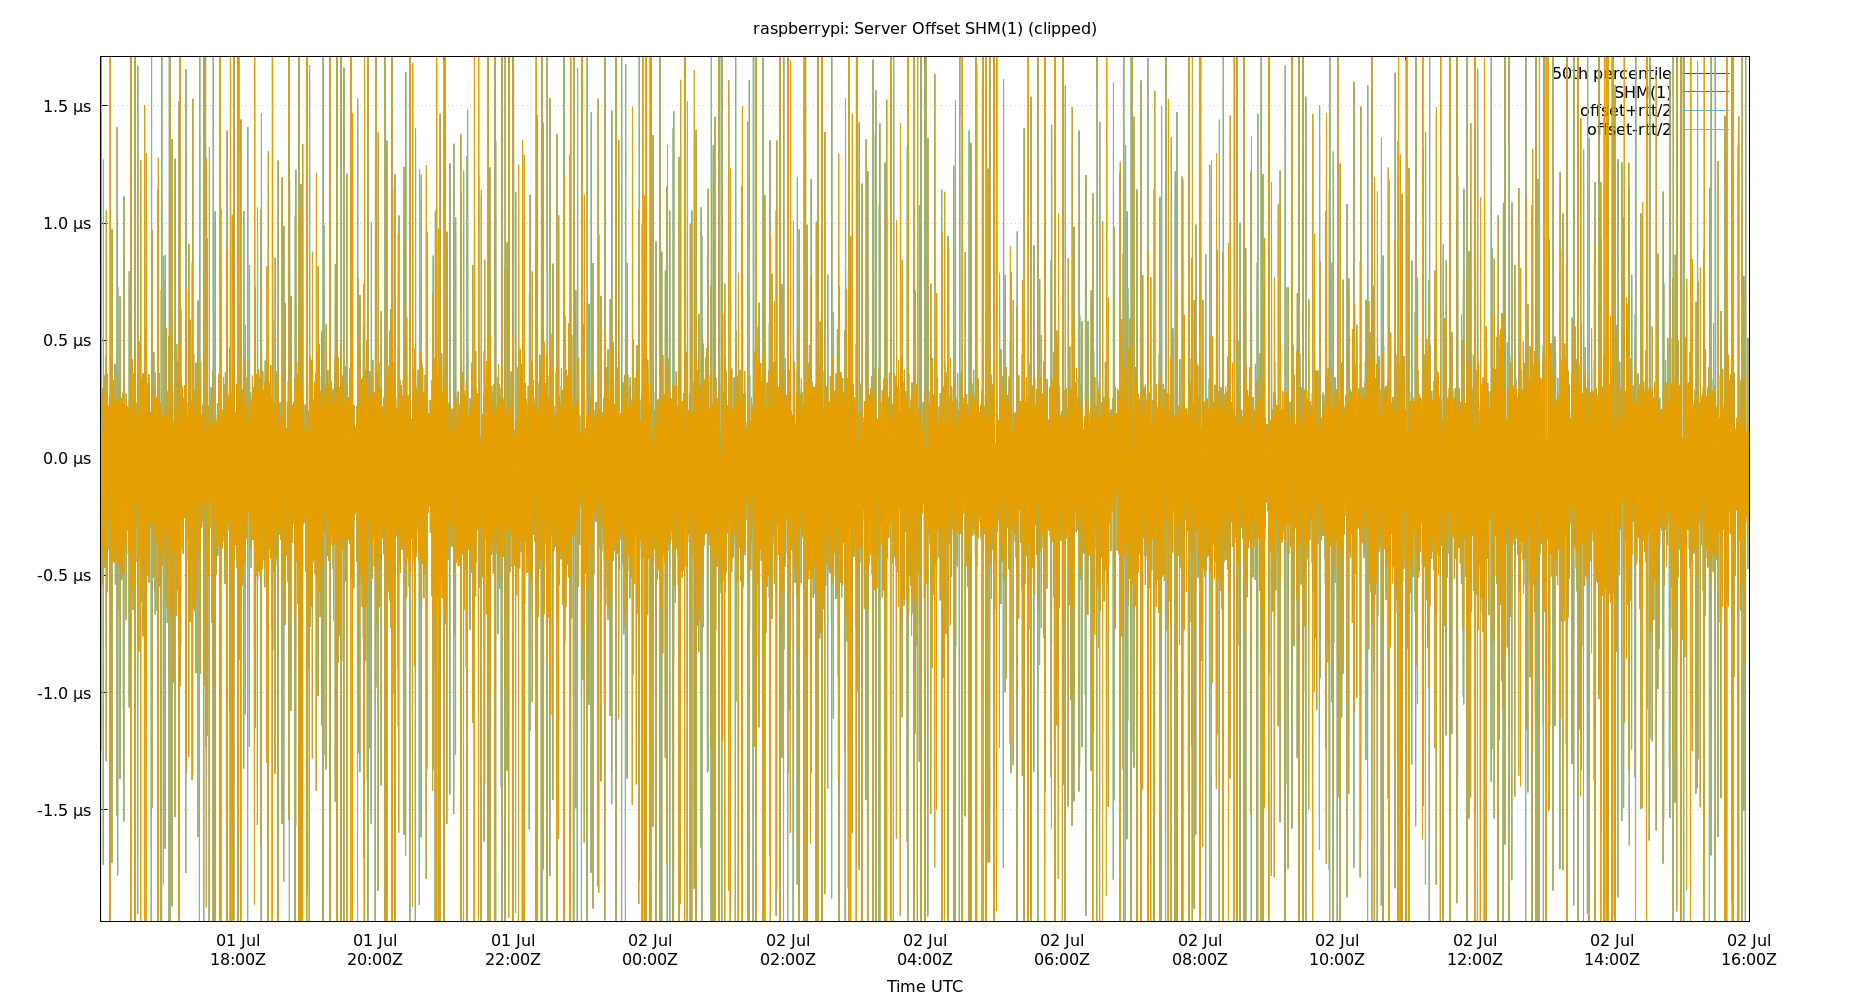 raspberrypi: Server Offset SHM(1) (clipped)
50th percentile
SHM(1)
offset+rtt/2
offset-rtt/2
1.5 µs
1.0 µs
0.5 µs
0.0 µs
-0.5 µs
-1.0 µs
-1.5 µs
01 Jul 01 Jul 01 Jul 02 Jul 02 Jul 02 Jul 02 Jul 02 Jul 02 Jul 02 Jul 02 Jul 02 Jul
18:00Z 20:00Z 22:00Z 00:00Z 02:00Z 04:00Z 06:00Z 08:00Z 10:00Z 12:00Z 14:00Z 16:00Z
Time UTC